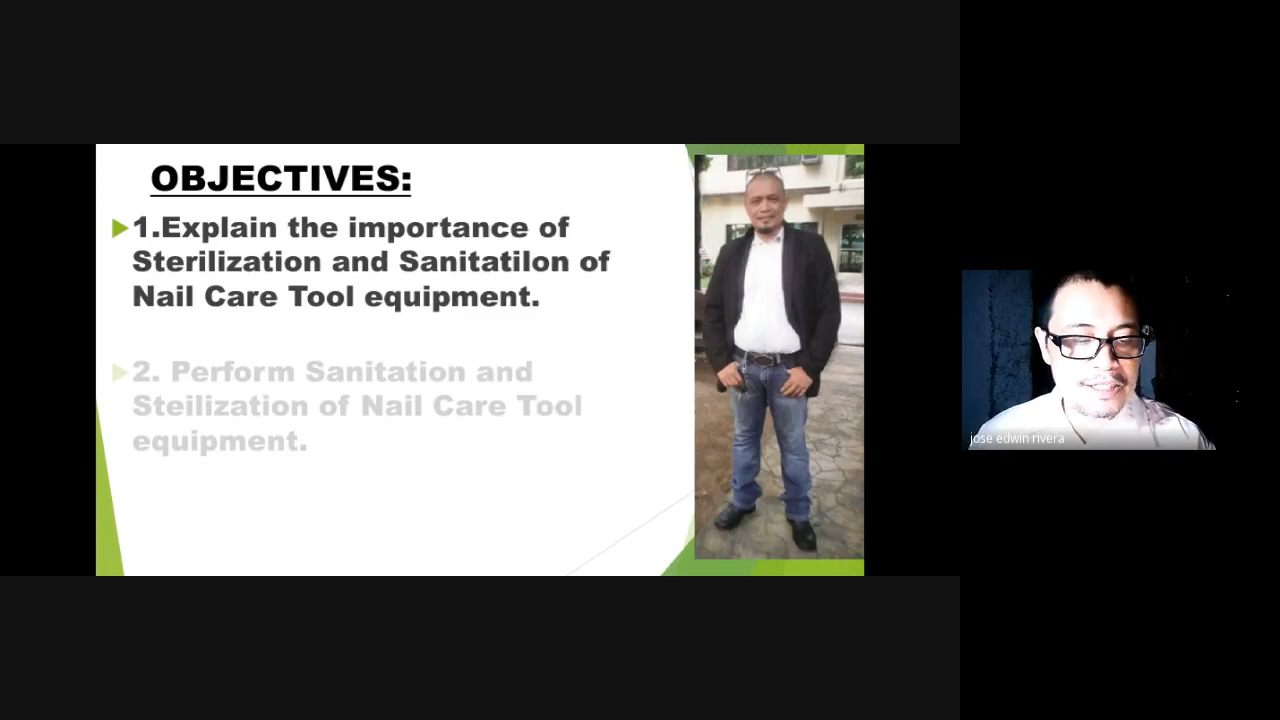 OBJECTIVES:
1.Explain the importance of
Sterilization and Sanitatilon of
Nail Care Tool equipment.
2. Perform Sanitation and
Steilization of Nail Care Tool
equipment.
jose edwin rivera